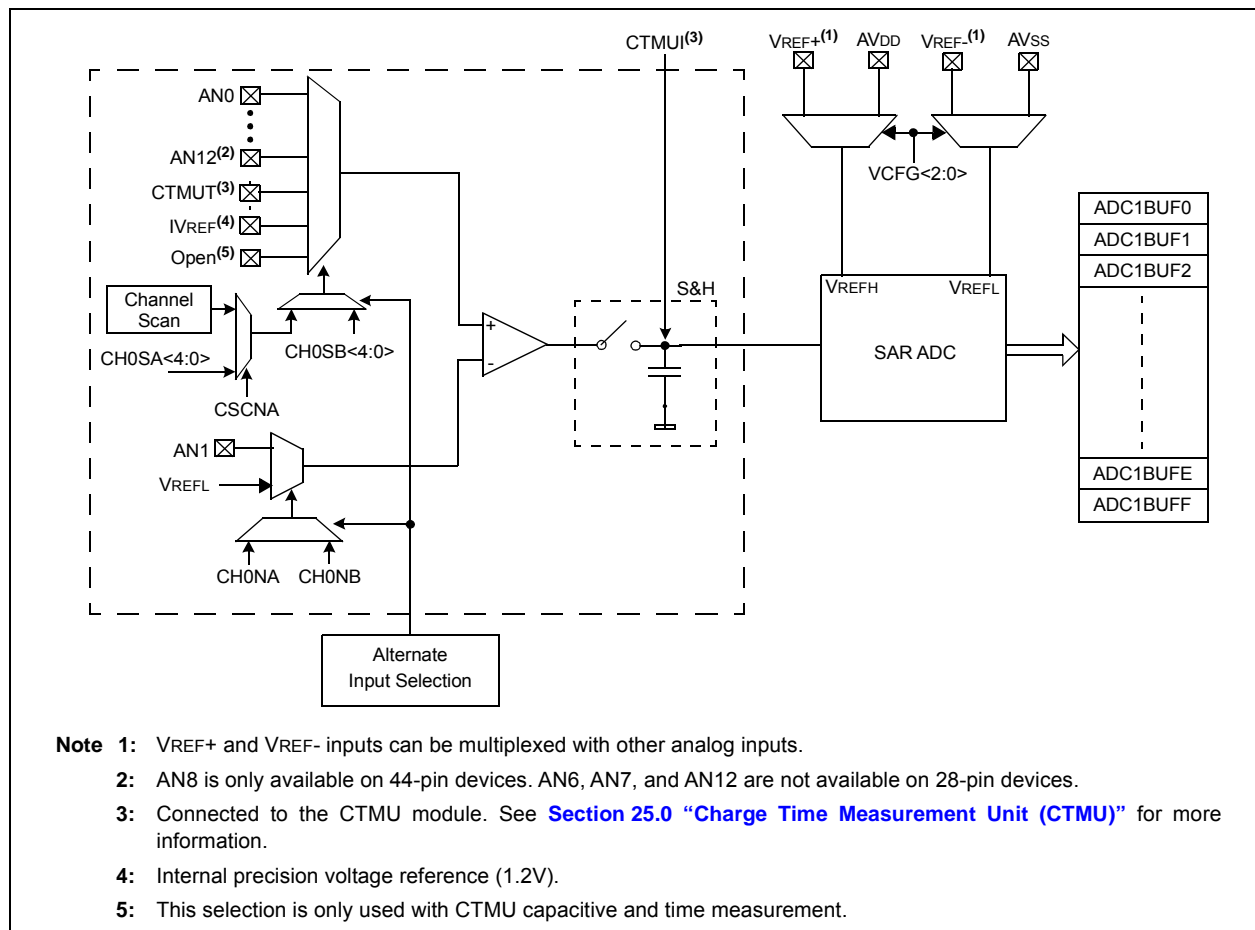 CTMUI(3)
VREF+(1) AVDD VREF-(1) AVSS
AN0
AN12(2)
CTMUT(3)
IVREF(4)
Open(5)
VCFG<2:0>
ADC1BUF0
ADC1BUF1
ADC1BUF2
Channel
Scan
CH0SA<4:0>
CH0SB<4:0>
CSCNA
+
-
S&H
VREFH VREFL
SAR ADC
AN1
VREFL
CH0NA CH0NB
ADC1BUFE
ADC1BUFF
Alternate
Input Selection
Note 1: VREF+ and VREF- inputs can be multiplexed with other analog inputs.
2: AN8 is only available on 44-pin devices. AN6, AN7, and AN12 are not available on 28-pin devices.
3: Connected to the CTMU module. See Section 25.0 “Charge Time Measurement Unit (CTMU)” for more
information.
4: Internal precision voltage reference (1.2V).
5: This selection is only used with CTMU capacitive and time measurement.